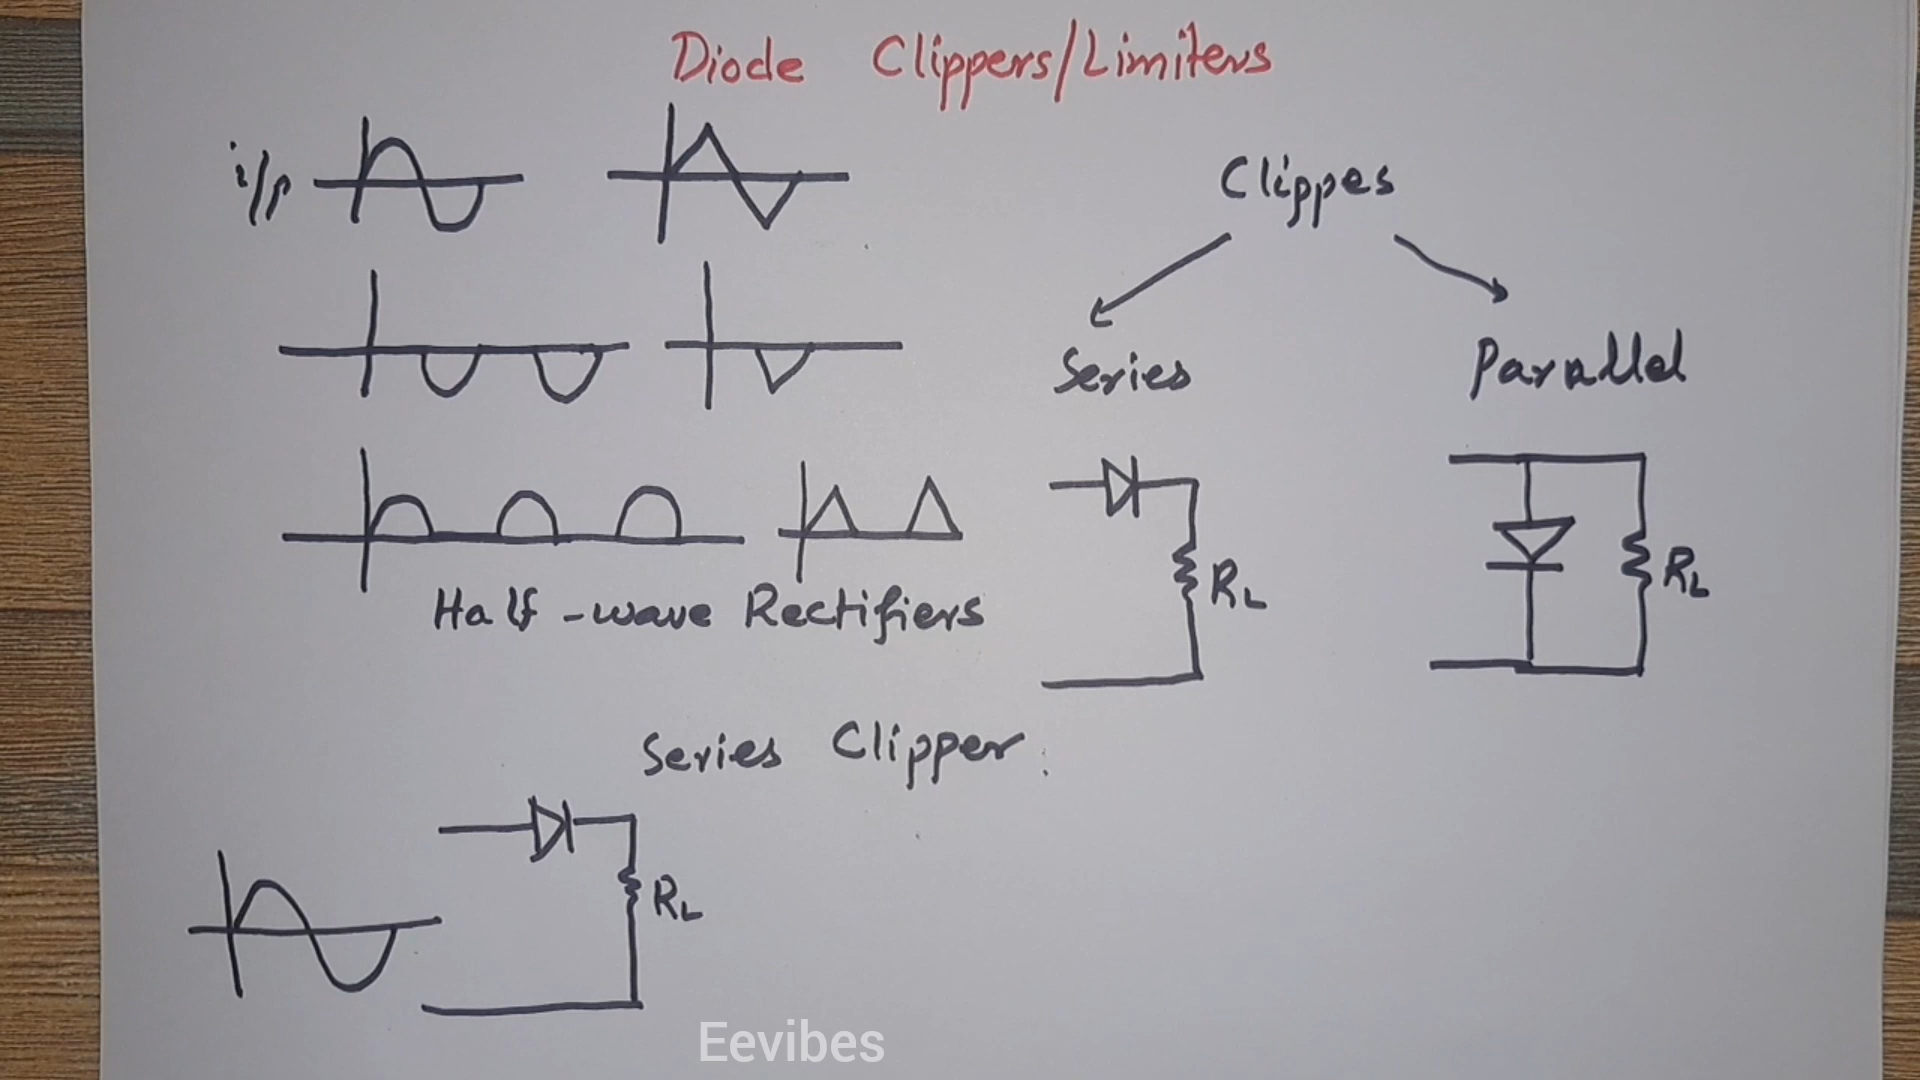 Diode Clippers/Limiters
i/p
Clippes
Series
Parallel
Half-wave Rectifiers
RL
RL
Series Clipper:
RL
Eevibes